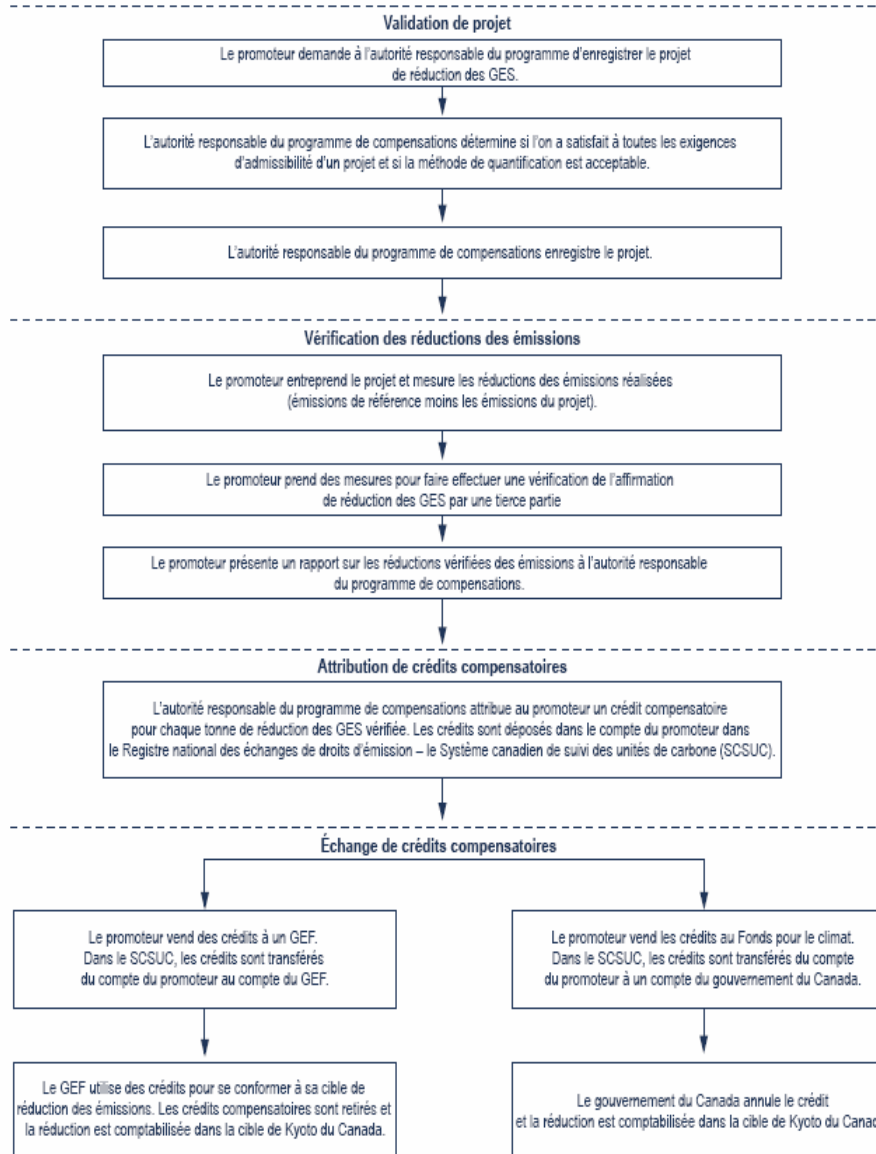 Validation de projet
Le promoteur demande à l'autorité responsable du programme d'enregistrer le projet
de réduction des GES.
L'autorité responsable du programme de compensations détermine si l'on a satisfait à toutes les exigences
d'admissibilité d'un projet et si la méthode de quantification est acceptable.
L'autorité responsable du programme de compensations enregistre le projet.
Vérification des réductions des émissions
Le promoteur entreprend le projet et mesure les réductions des émissions réalisées
(émissions de référence moins les émissions du projet).
Le promoteur prend des mesures pour faire effectuer une vérification de l'affirmation
de réduction des GES par une tierce partie
Le promoteur présente un rapport sur les réductions vérifiées des émissions à l'autorité responsable
du programme de compensations.
Attribution de crédits compensatoires
L'autorité responsable du programme de compensations attribue au promoteur un crédit compensatoire
pour chaque tonne de réduction des GES vérifiée. Les crédits sont déposés dans le compte du promoteur dans
le Registre national des échanges de droits d'émission – le Système canadien de suivi des unités de carbone (SCSUC).
Échange de crédits compensatoires
Le promoteur vend des crédits à un GEF.
Dans le SCSUC, les crédits sont transférés
du compte du promoteur au compte du GEF.
Le promoteur vend les crédits au Fonds pour le climat.
Dans le SCSUC, les crédits sont transférés du compte
du promoteur à un compte du gouvernement du Canada.
Le GEF utilise des crédits pour se conformer à sa cible de
réduction des émissions. Les crédits compensatoires sont retirés et
la réduction est comptabilisée dans la cible de Kyoto du Canada.
Le gouvernement du Canada annule le crédit
et la réduction est comptabilisée dans la cible de Kyoto du Canad